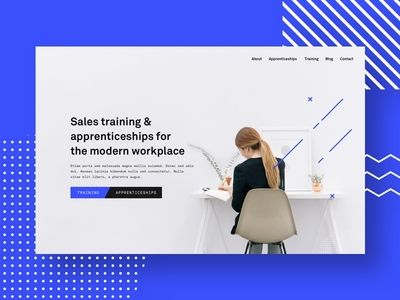 About Apprenticeships Training Blog Contact
Sales training &
apprenticeships for
the modern workplace
Etiam porta sem malesuada magna mollis euismod. Donec sed odio
dui. Aenean lacinia bibendum nulla sed consectetur. Nulla
vitae elit libero, a pharetra augue.
TRAINING APPRENTICESHIPS